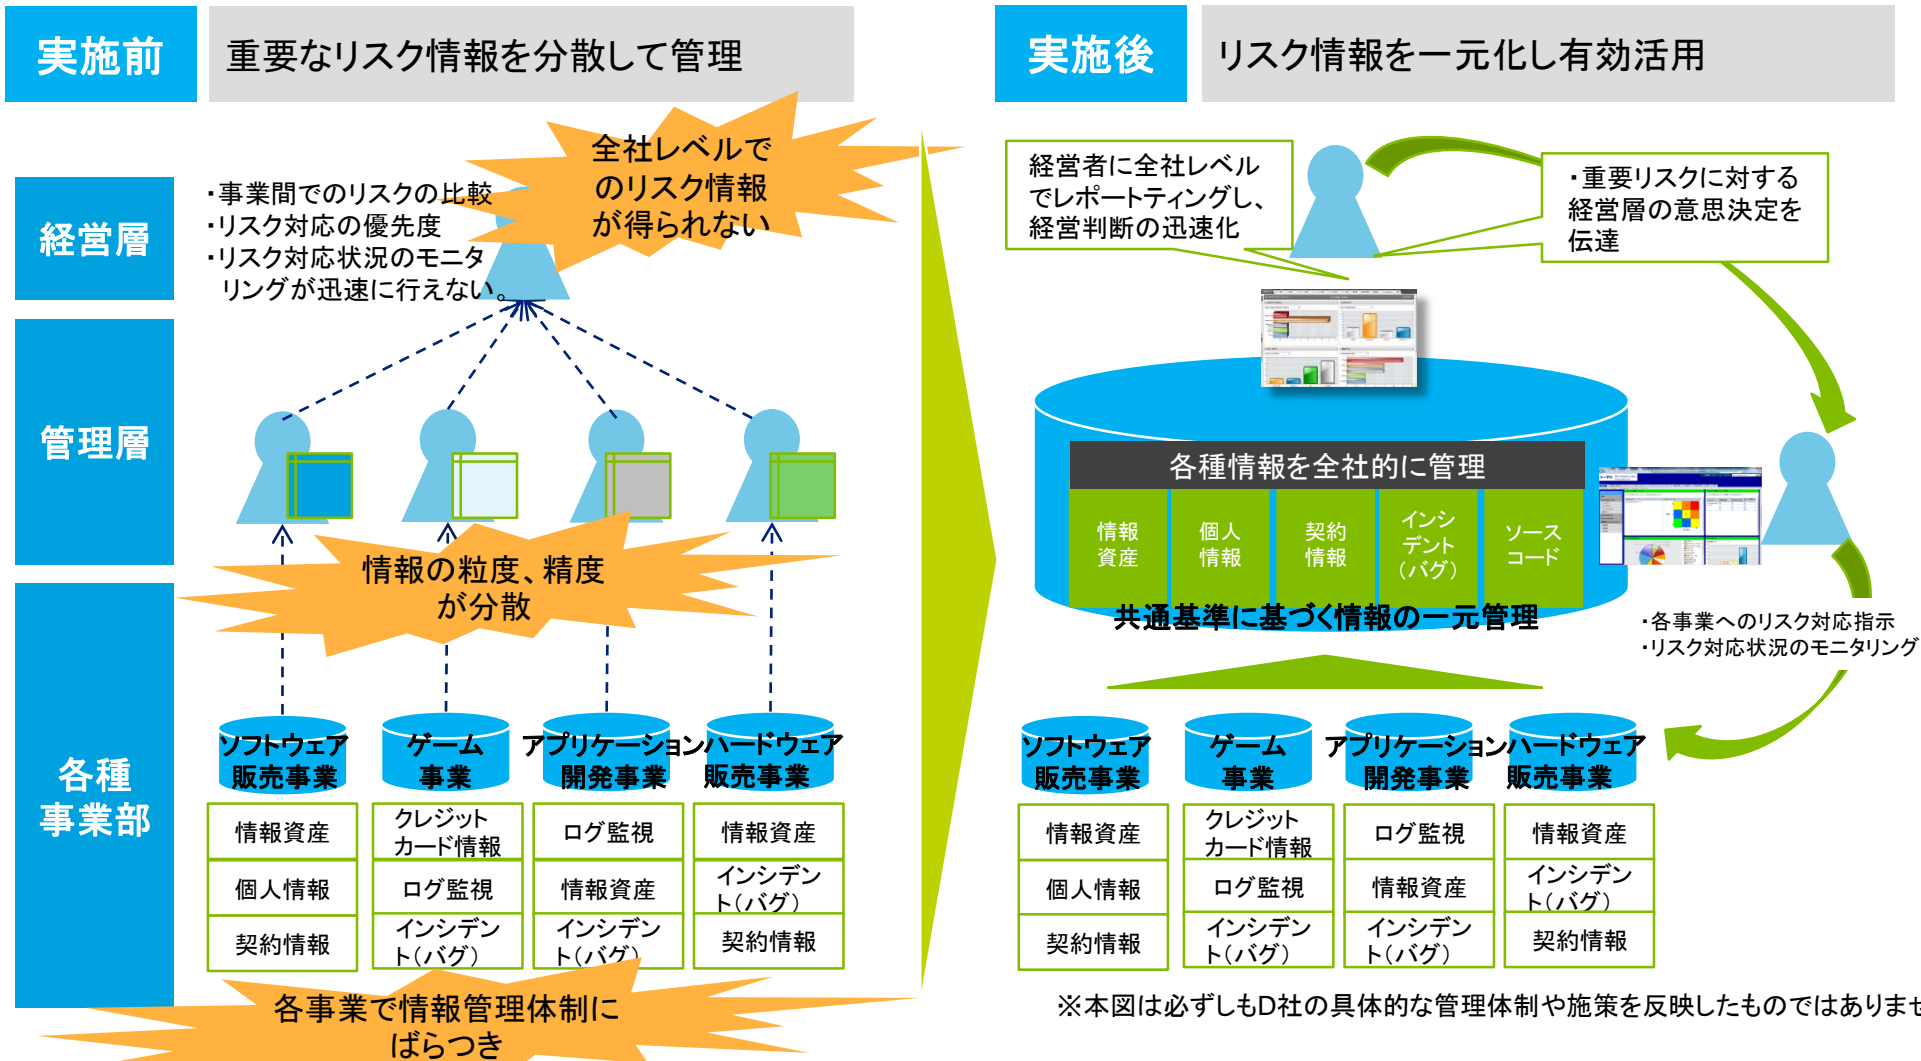 実施前
重要なリスク情報を分散して管理
全社レベルで
のリスク情報
が得られない
経営層
・事業間でのリスクの比較
・リスク対応の優先度
・リスク対応状況のモニタ
リングが迅速に行えない。
管理層
情報の粒度、精度
が分散
各種
事業部
ソフトウェア
販売事業
ゲーム
事業
アプリケーション
開発事業
ハードウェア
販売事業
情報資産
個人情報
契約情報
クレジット
カード情報
ログ監視
インシデン
ト(バグ)
ログ監視
情報資産
インシデン
ト(バグ)
情報資産
インシデン
ト(バグ)
契約情報
各事業で情報管理体制に
ばらつき
実施後
リスク情報を一元化し有効活用
経営者に全社レベル
でレポートティングし、
経営判断の迅速化
・重要リスクに対する
経営層の意思決定を
伝達
各種情報を全社的に管理
情報
資産
個人
情報
契約
情報
インシ
デント
(バグ)
ソース
コード
共通基準に基づく情報の一元管理
・各事業へのリスク対応指示
・リスク対応状況のモニタリング
ソフトウェア
販売事業
ゲーム
事業
アプリケーション
開発事業
ハードウェア
販売事業
情報資産
個人情報
契約情報
クレジット
カード情報
ログ監視
インシデン
ト(バグ)
ログ監視
情報資産
インシデン
ト(バグ)
情報資産
インシデン
ト(バグ)
契約情報
※本図は必ずしもD社の具体的な管理体制や施策を反映したものではありませ